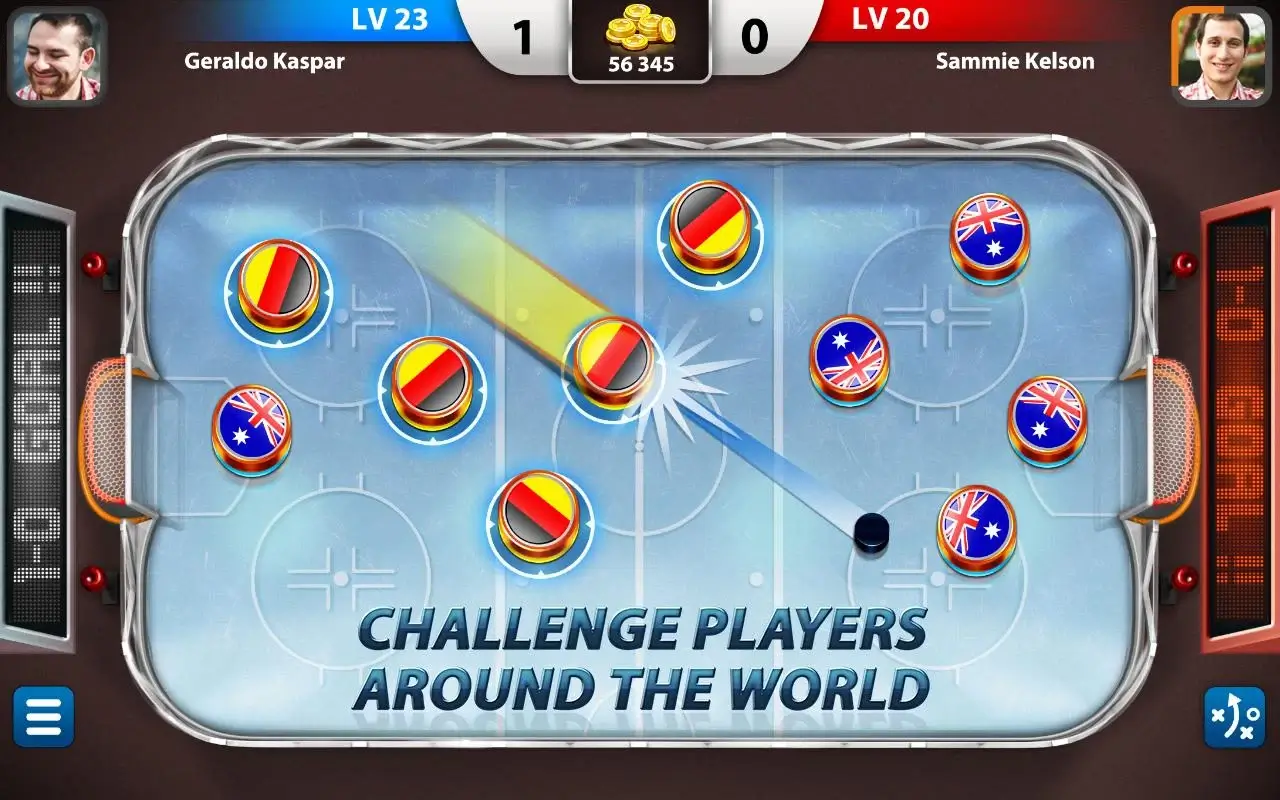 LV 23
1
0
LV 20
Geraldo Kaspar
56 345
Sammie Kelson
1-0 GOAL !!
1-0 GOAL !!
CHALLENGE PLAYERS
AROUND THE WORLD